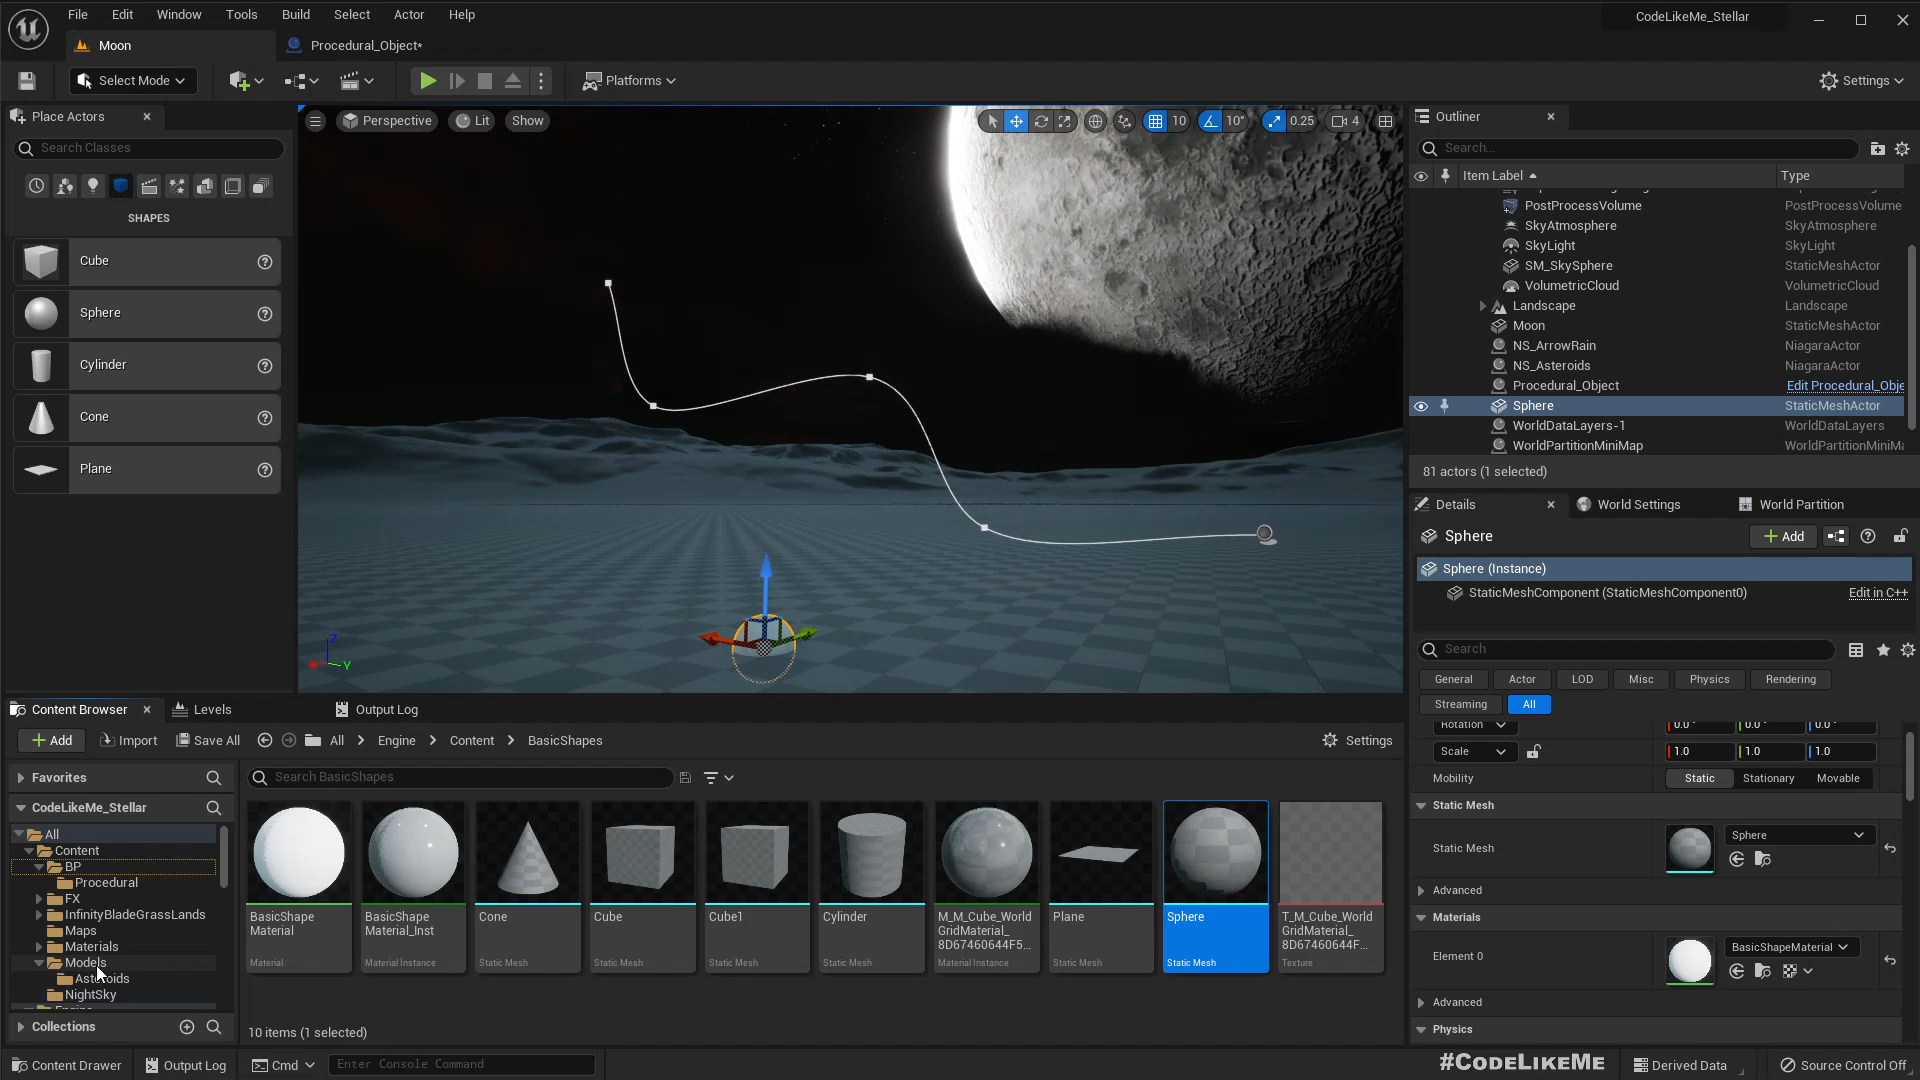 File Edit Window Tools Build Select Actor Help
CodeLikeMe_Stellar
Moon
Procedural_Object*
Select Mode
Platforms
Settings
Place Actors
Search Classes
SHAPES
Cube
Sphere
Cylinder
Cone
Plane
Perspective Lit Show
10 10° 0.25 4
Z
Y
Outliner
Search...
Item Label Type
PostProcessVolume PostProcessVolume
SkyAtmosphere SkyAtmosphere
SkyLight SkyLight
SM_SkySphere StaticMeshActor
VolumetricCloud VolumetricCloud
Landscape Landscape
Moon StaticMeshActor
NS_ArrowRain NiagaraActor
NS_Asteroids NiagaraActor
Procedural_Object Edit Procedural_Obje
Sphere StaticMeshActor
WorldDataLayers-1 WorldDataLayers
WorldPartitionMiniMap WorldPartitionMiniMa
81 actors (1 selected)
Details World Settings World Partition
Sphere
Add
Sphere (Instance)
StaticMeshComponent (StaticMeshComponent0) Edit in C++
Search
General Actor LOD Misc Physics Rendering
Streaming All
Rotation 0.0° 0.0° 0.0°
Scale 1.0 1.0 1.0
Mobility Static Stationary Movable
Static Mesh
Static Mesh Sphere
Advanced
Materials
Element 0 BasicShapeMaterial
Advanced
Physics
Content Browser Levels Output Log
Add Import Save All All Engine Content BasicShapes Settings
Favorites
Search BasicShapes
CodeLikeMe_Stellar
All
Content
BP
Procedural
FX
InfinityBladeGrassLands
Maps
Materials
Models
Asteroids
NightSky
Engine
Collections
BasicShape
Material
Material
BasicShape
Material_Inst
Material Instance
Cone
Static Mesh
Cube
Static Mesh
Cube1
Static Mesh
Cylinder
Static Mesh
M_M_Cube_World
GridMaterial_
8D67460644F5...
Material Instance
Plane
Static Mesh
Sphere
Static Mesh
T_M_Cube_World
GridMaterial_
8D67460644F...
Texture
10 items (1 selected)
Content Drawer Output Log Cmd Enter Console Command
#CODELIKEME
Derived Data Source Control Off